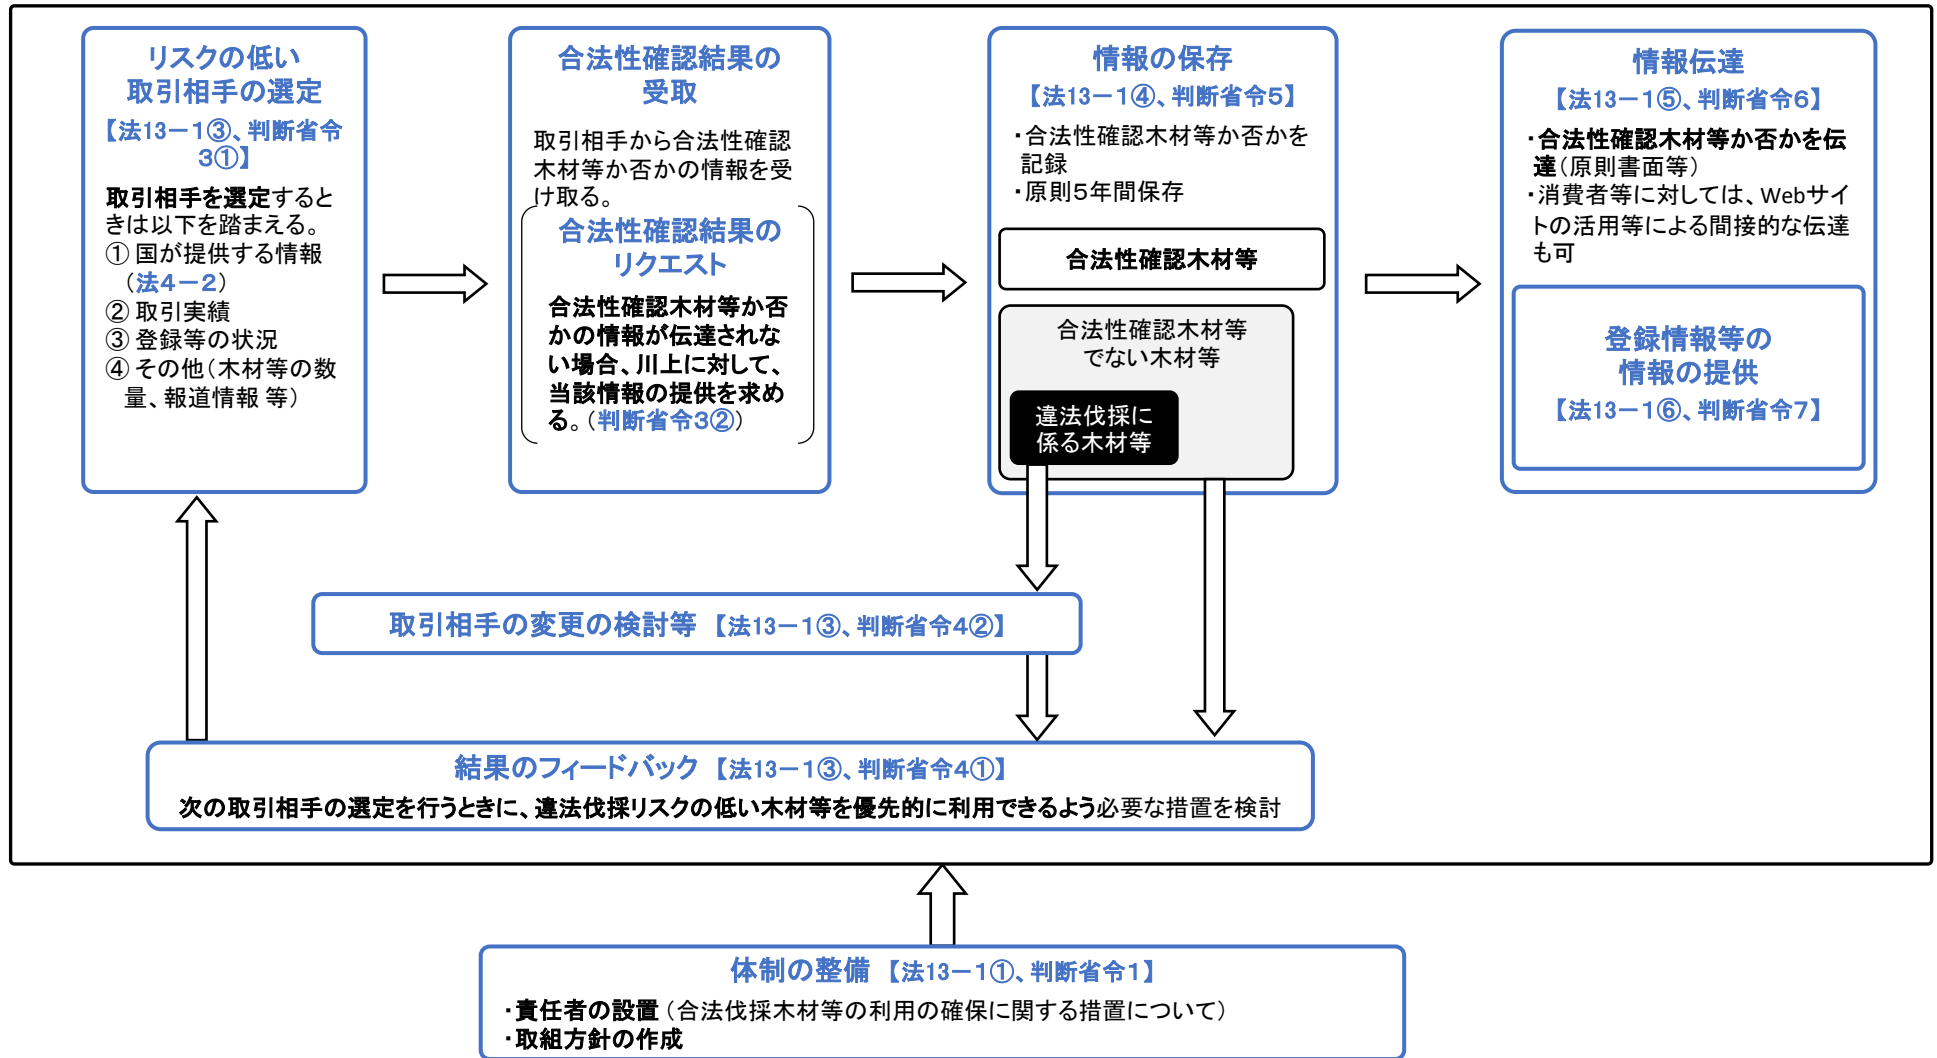 リスクの低い
取引相手の選定
【法13－1③、判断省令
3①】
取引相手を選定すると
きは以下を踏まえる。
① 国が提供する情報
（法4－2）
② 取引実績
③ 登録等の状況
④ その他（木材等の数
量、報道情報 等）
合法性確認結果の
受取
取引相手から合法性確認
木材等か否かの情報を受
け取る。
合法性確認結果の
リクエスト
合法性確認木材等か否
かの情報が伝達されな
い場合、川上に対して、
当該情報の提供を求め
る。（判断省令3②）
情報の保存
【法13－1④、判断省令5】
・合法性確認木材等か否かを
記録
・原則5年間保存
合法性確認木材等
合法性確認木材等
でない木材等
違法伐採に
係る木材等
情報伝達
【法13－1⑤、判断省令6】
・合法性確認木材等か否かを伝
達（原則書面等）
・消費者等に対しては、Webサイ
トの活用等による間接的な伝達
も可
登録情報等の
情報の提供
【法13－1⑥、判断省令7】
取引相手の変更の検討等 【法13－1③、判断省令4②】
結果のフィードバック 【法13－1③、判断省令4①】
次の取引相手の選定を行うときに、違法伐採リスクの低い木材等を優先的に利用できるよう必要な措置を検討
体制の整備 【法13－1①、判断省令1】
・責任者の設置（合法伐採木材等の利用の確保に関する措置について）
・取組方針の作成